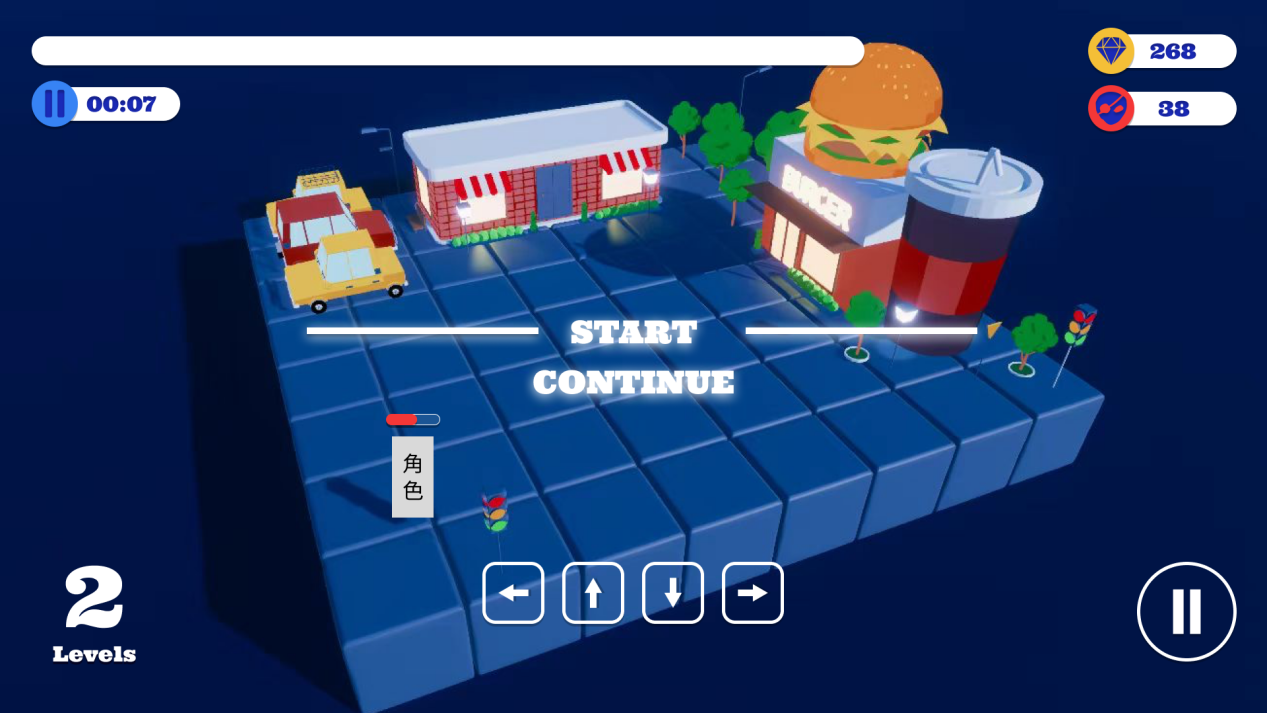 268
00:07
38
BURGER
START
CONTINUE
角
色
2
Levels